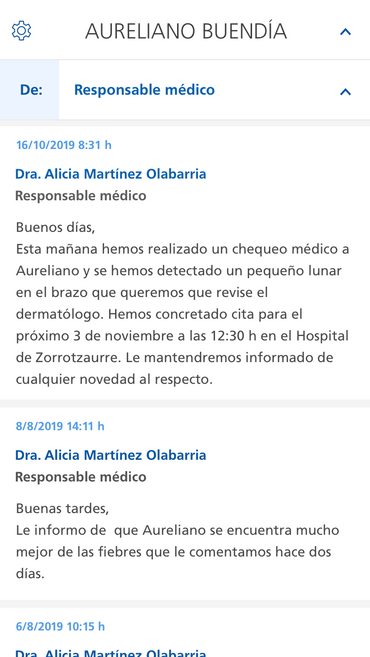 AURELIANO BUENDÍA
De: Responsable médico
16/10/2019 8:31 h
Dra. Alicia Martínez Olabarria
Responsable médico
Buenos días,
Esta mañana hemos realizado un chequeo médico a
Aureliano y se hemos detectado un pequeño lunar
en el brazo que queremos que revise el
dermatólogo. Hemos concretado cita para el
próximo 3 de noviembre a las 12:30 h en el Hospital
de Zorrotzaurre. Le mantendremos informado de
cualquier novedad al respecto.
8/8/2019 14:11 h
Dra. Alicia Martínez Olabarria
Responsable médico
Buenas tardes,
Le informo de  que Aureliano se encuentra mucho
mejor de las fiebres que le comentamos hace dos
días.
6/8/2019 10:15 h
Dra. Alicia Martínez Olabarria